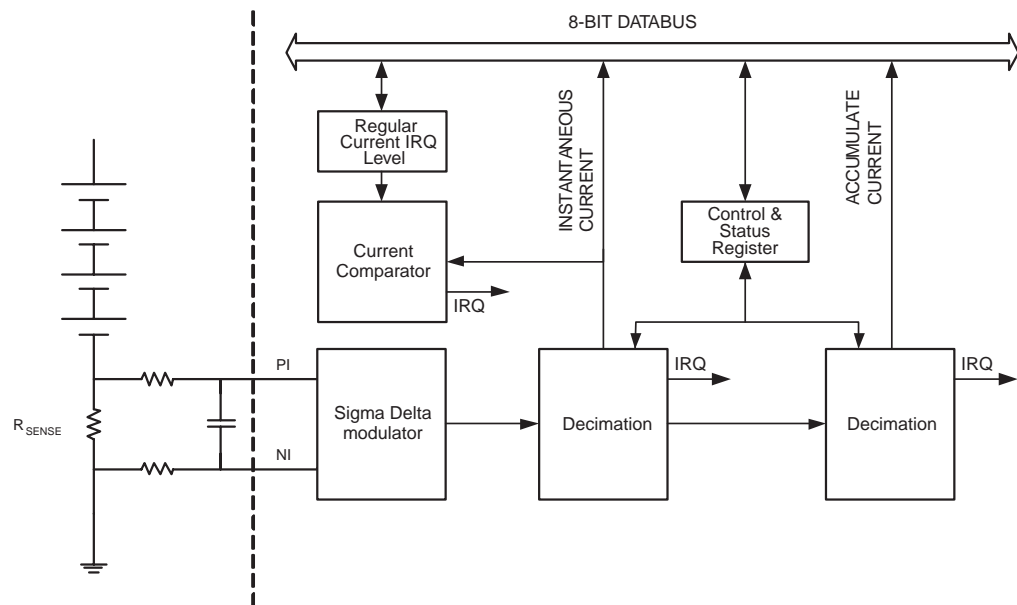 8-BIT DATABUS
Regular
Current IRQ
Level
INSTANTANEOUS
CURRENT
ACCUMULATE
CURRENT
Control &
Status
Register
Current
Comparator
IRQ
PI
IRQ
IRQ
R SENSE
Sigma Delta
modulator
Decimation
Decimation
NI